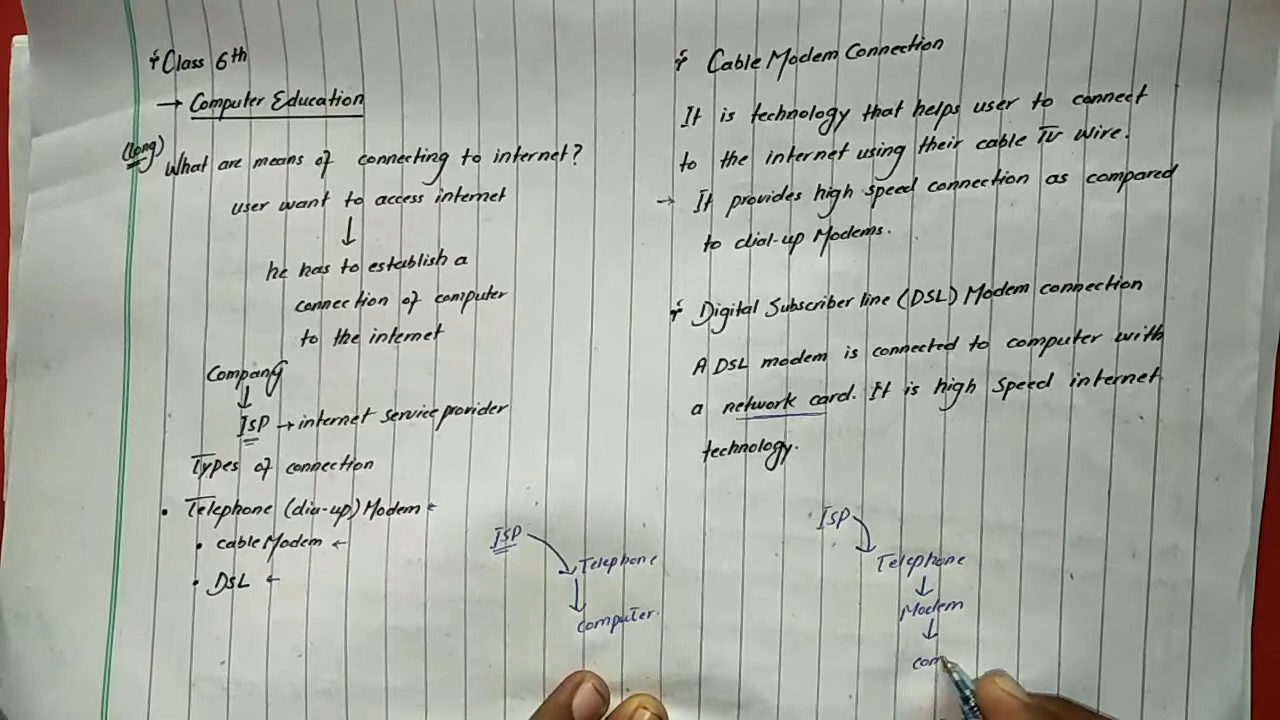 Class 6th
→ Computer Education
(long) What are means of connecting to internet?
user want to access internet
↓
he has to establish a
connection of computer
to the internet
Company
↓
ISP → internet service provider
Types of connection
• Telephone (dia-up) Modem ←
• cable Modem ←
• DSL ←
ISP
Telephone
↓
Computer.
Cable Modem Connection
It is technology that helps user to connect
to the internet using their cable TV wire.
→ It provides high speed connection as compared
to dial-up Modems.
Digital Subscriber line (DSL) Modem connection
A DSL modem is connected to computer with
a network card. It is high speed internet
technology.
ISP
Telephone
↓
Modem
↓
com